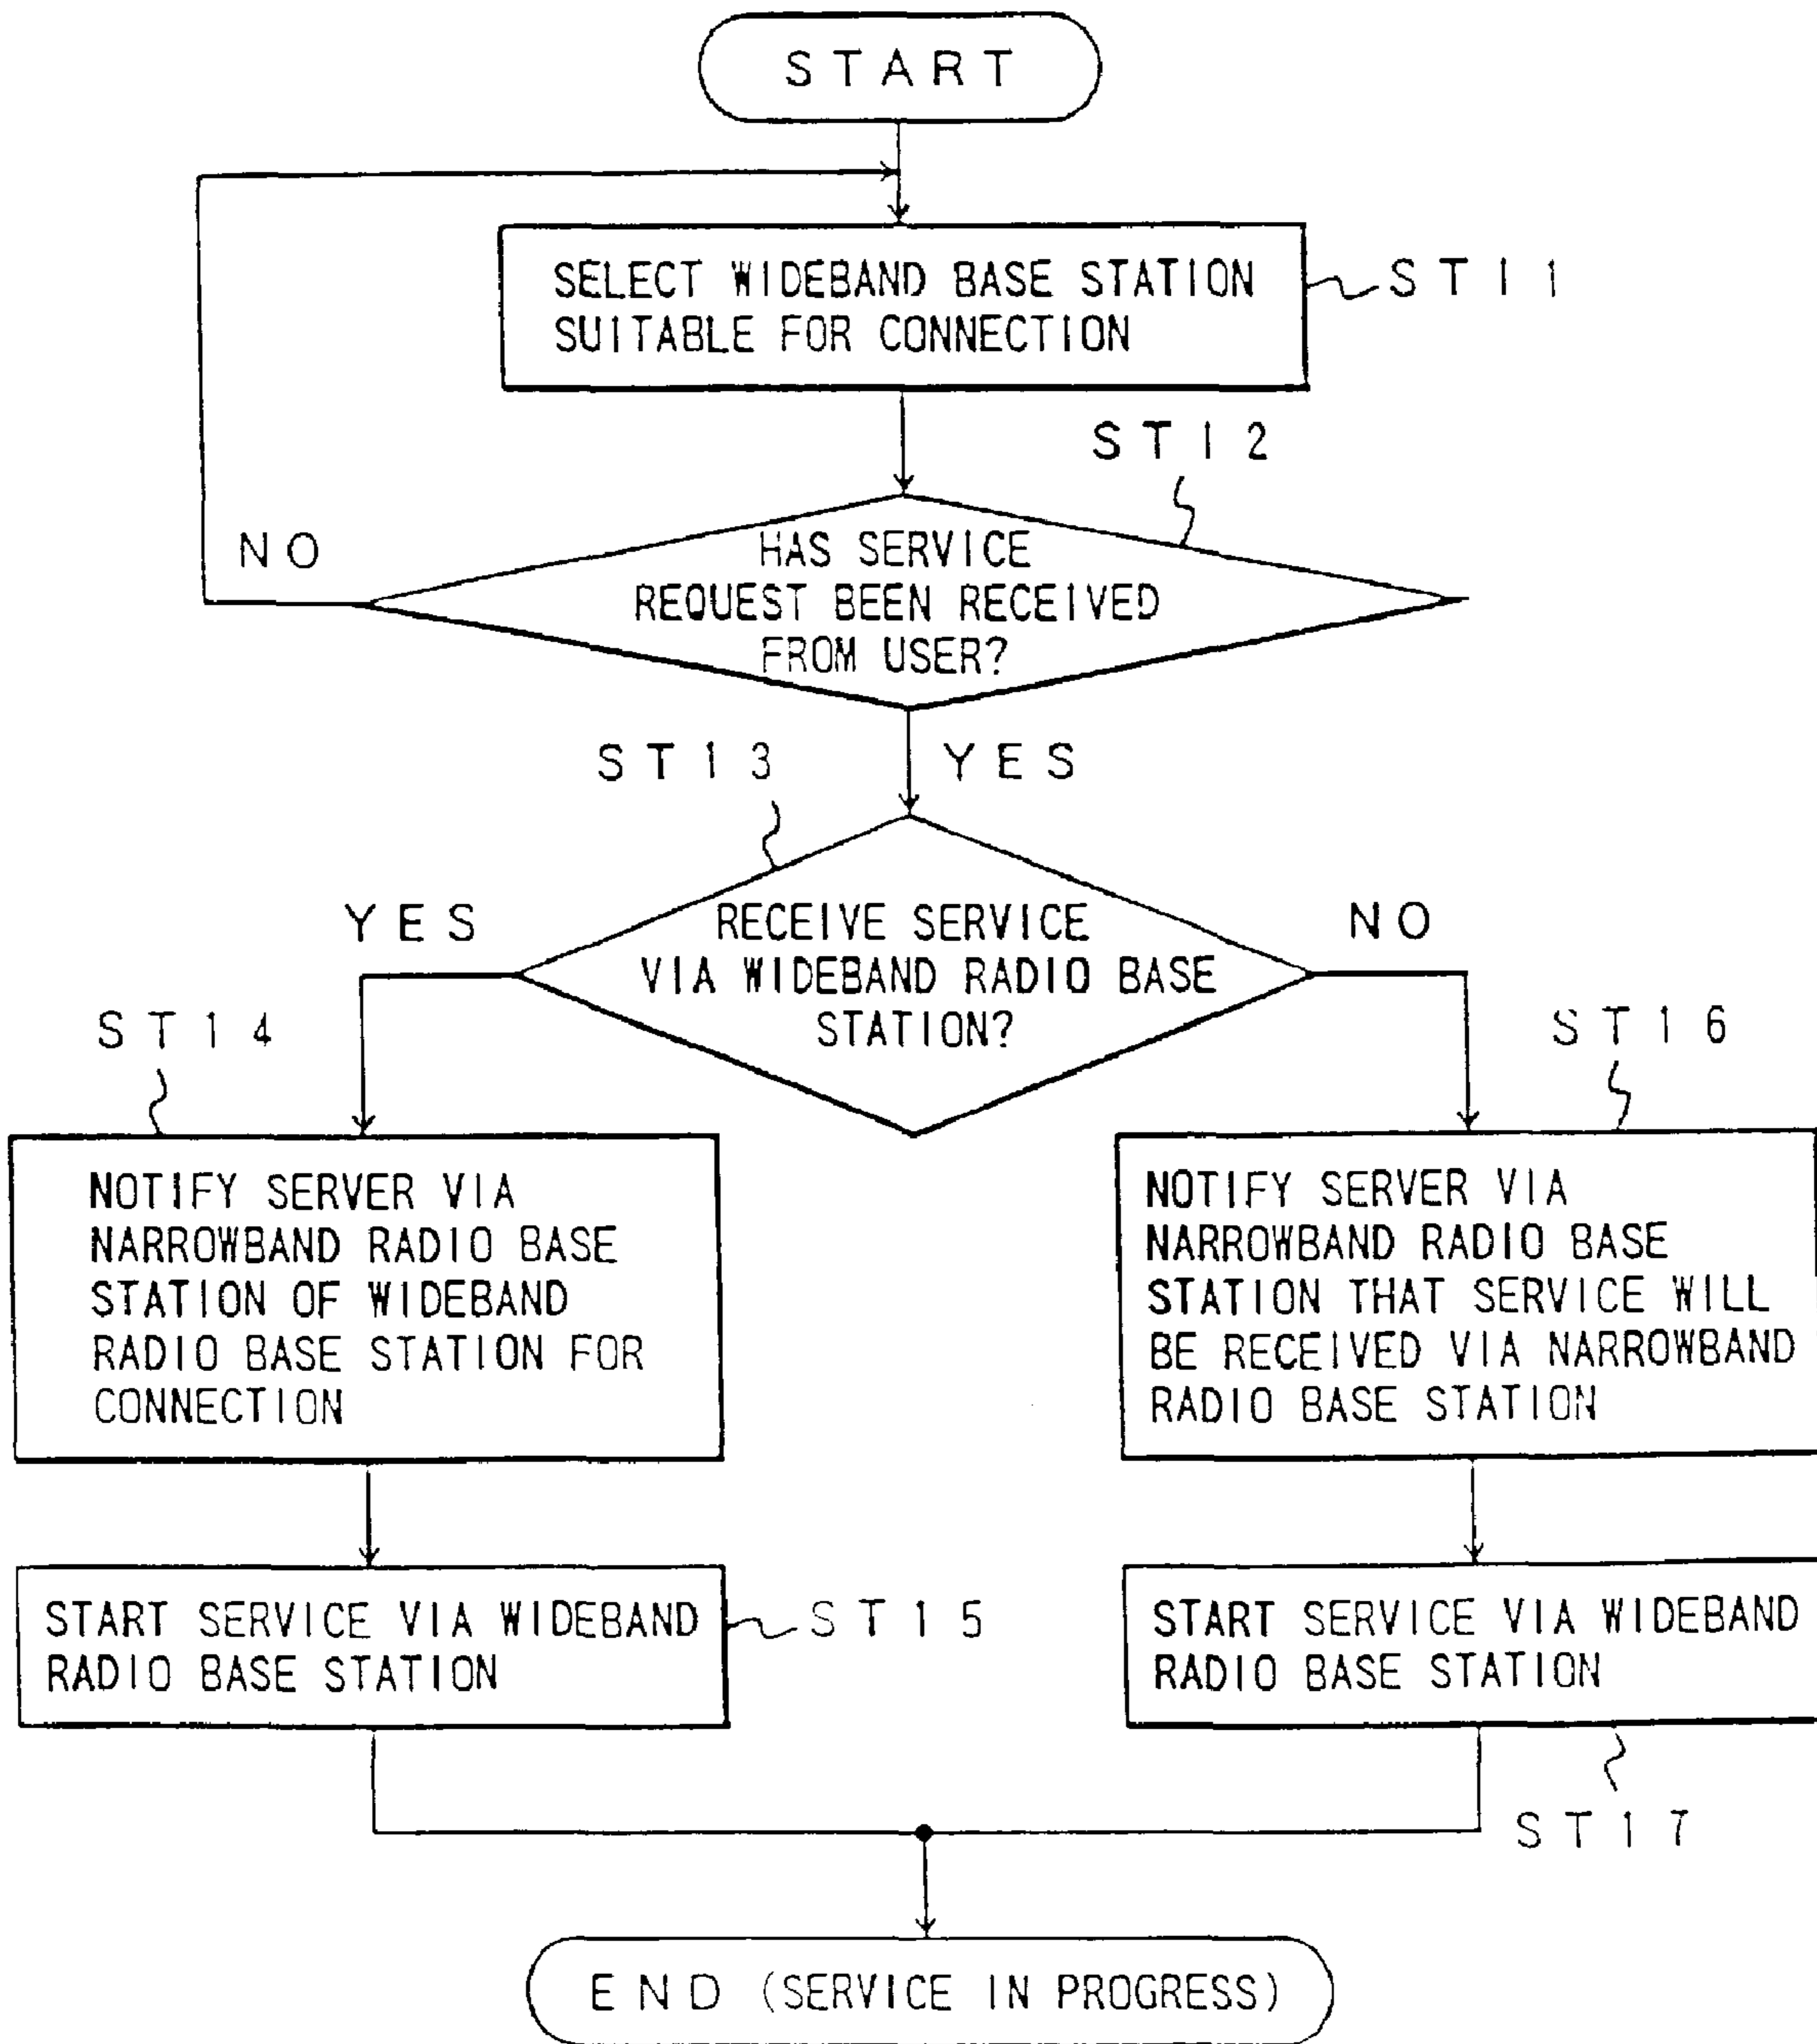 START
SELECT WIDEBAND BASE STATION
SUITABLE FOR CONNECTION
ST11
ST12
HAS SERVICE
REQUEST BEEN RECEIVED
FROM USER?
NO
YES
ST13
RECEIVE SERVICE
VIA WIDEBAND RADIO BASE
STATION?
YES
NO
ST14
NOTIFY SERVER VIA
NARROWBAND RADIO BASE
STATION OF WIDEBAND
RADIO BASE STATION FOR
CONNECTION
ST16
NOTIFY SERVER VIA
NARROWBAND RADIO BASE
STATION THAT SERVICE WILL
BE RECEIVED VIA NARROWBAND
RADIO BASE STATION
START SERVICE VIA WIDEBAND
RADIO BASE STATION
ST15
START SERVICE VIA WIDEBAND
RADIO BASE STATION
ST17
END (SERVICE IN PROGRESS)